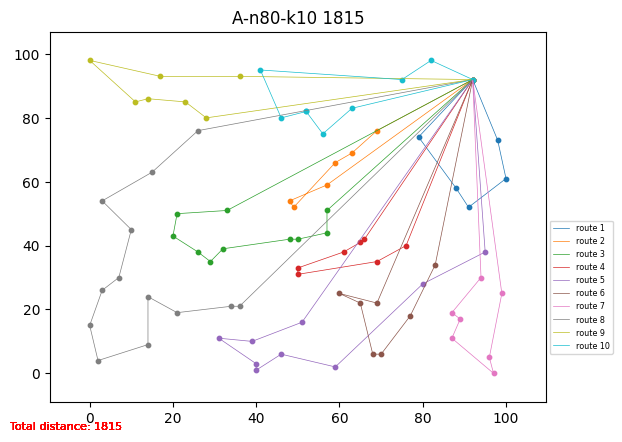 A-n80-k10 1815
100
80
60
40
20
0
0 20 40 60 80 100
route 1
route 2
route 3
route 4
route 5
route 6
route 7
route 8
route 9
route 10
Total distance: 1815